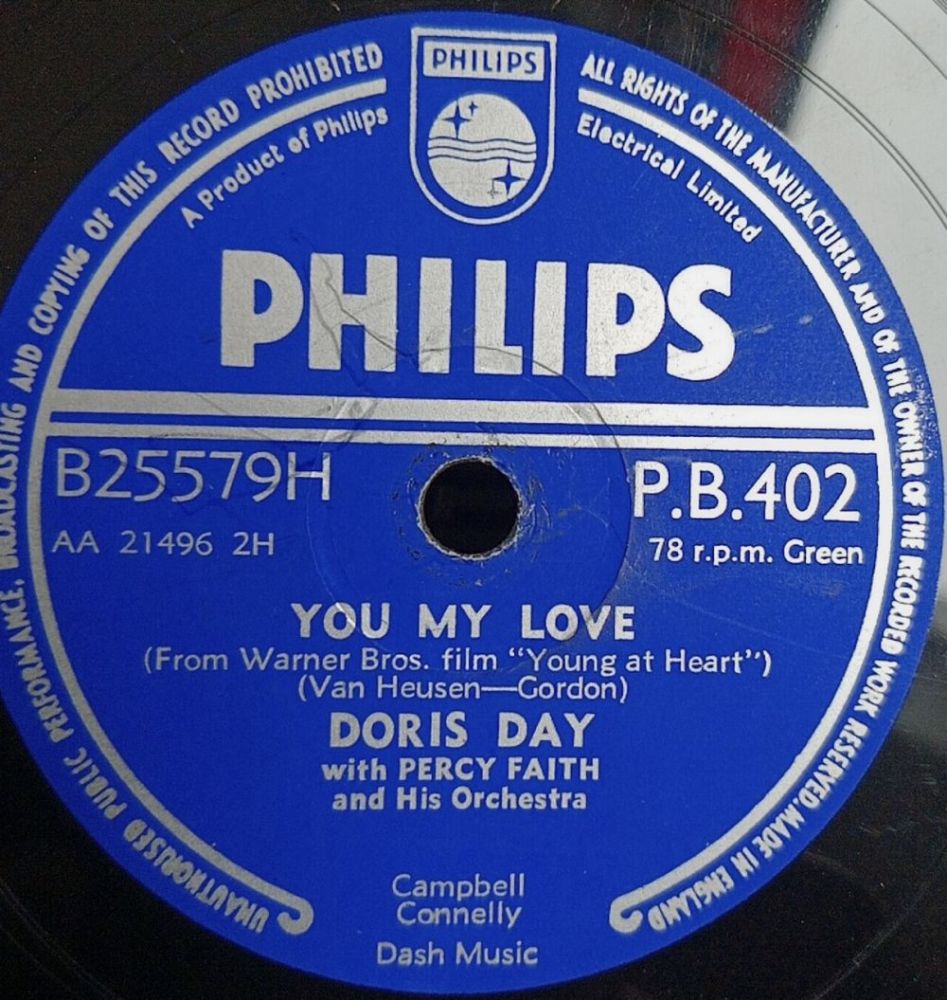 PHILIPS
UNAUTHORISED PUBLIC PERFORMANCE, BROADCASTING AND COPYING OF THIS RECORD PROHIBITED
ALL RIGHTS OF THE MANUFACTURER AND OF THE OWNER OF THE RECORDED WORK RESERVED. MADE IN ENGLAND
A Product of Philips
Electrical Limited
PHILIPS
B25579H
P.B.402
AA 21496 2H
78 r.p.m. Green
YOU MY LOVE
(From Warner Bros. film “Young at Heart”)
(Van Heusen—Gordon)
DORIS DAY
with PERCY FAITH
and His Orchestra
Campbell
Connelly
Dash Music